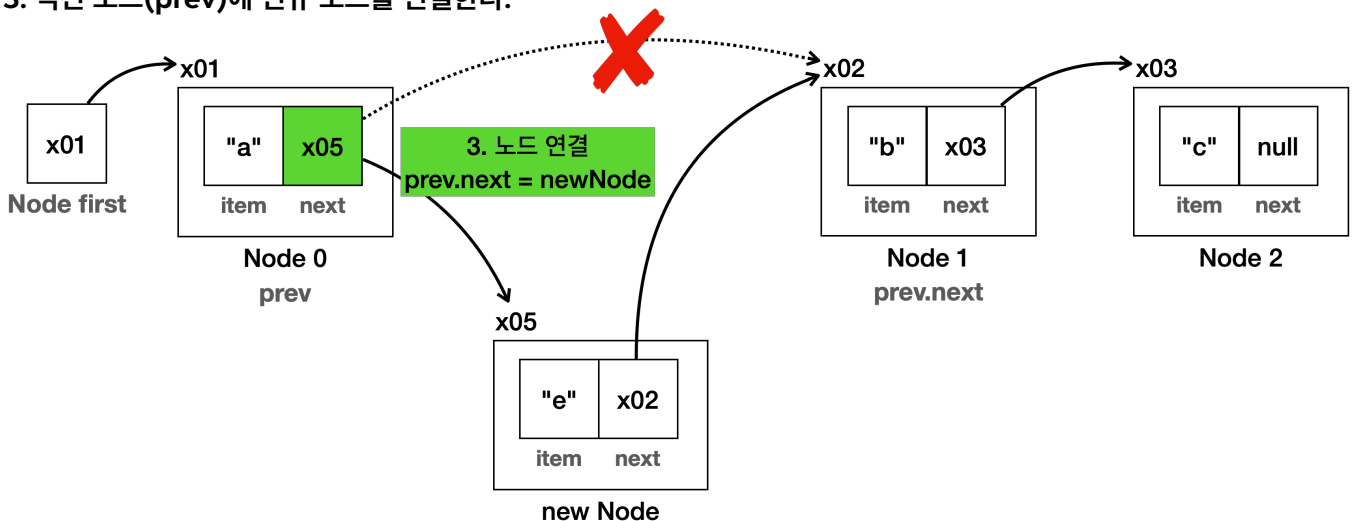 x01
x02
x03
x01
"a"
x05
3. 노드 연결
prev.next = newNode
"b"
x03
"c"
null
Node first
item
next
item
next
item
next
Node 0
prev
Node 1
prev.next
Node 2
x05
"e"
x02
item
next
new Node